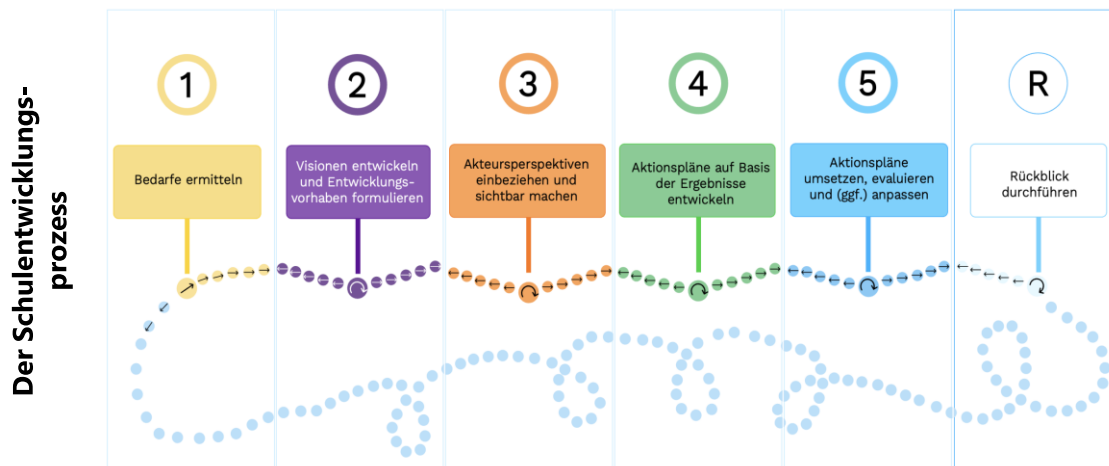 Der Schulentwicklungs-
prozess
1
2
3
4
5
R
Bedarfe ermitteln
Visionen entwickeln
und Entwicklungs-
vorhaben formulieren
Akteursperspektiven
einbeziehen und
sichtbar machen
Aktionspläne auf Basis
der Ergebnisse
entwickeln
Aktionspläne
umsetzen, evaluieren
und (ggf.) anpassen
Rückblick
durchführen